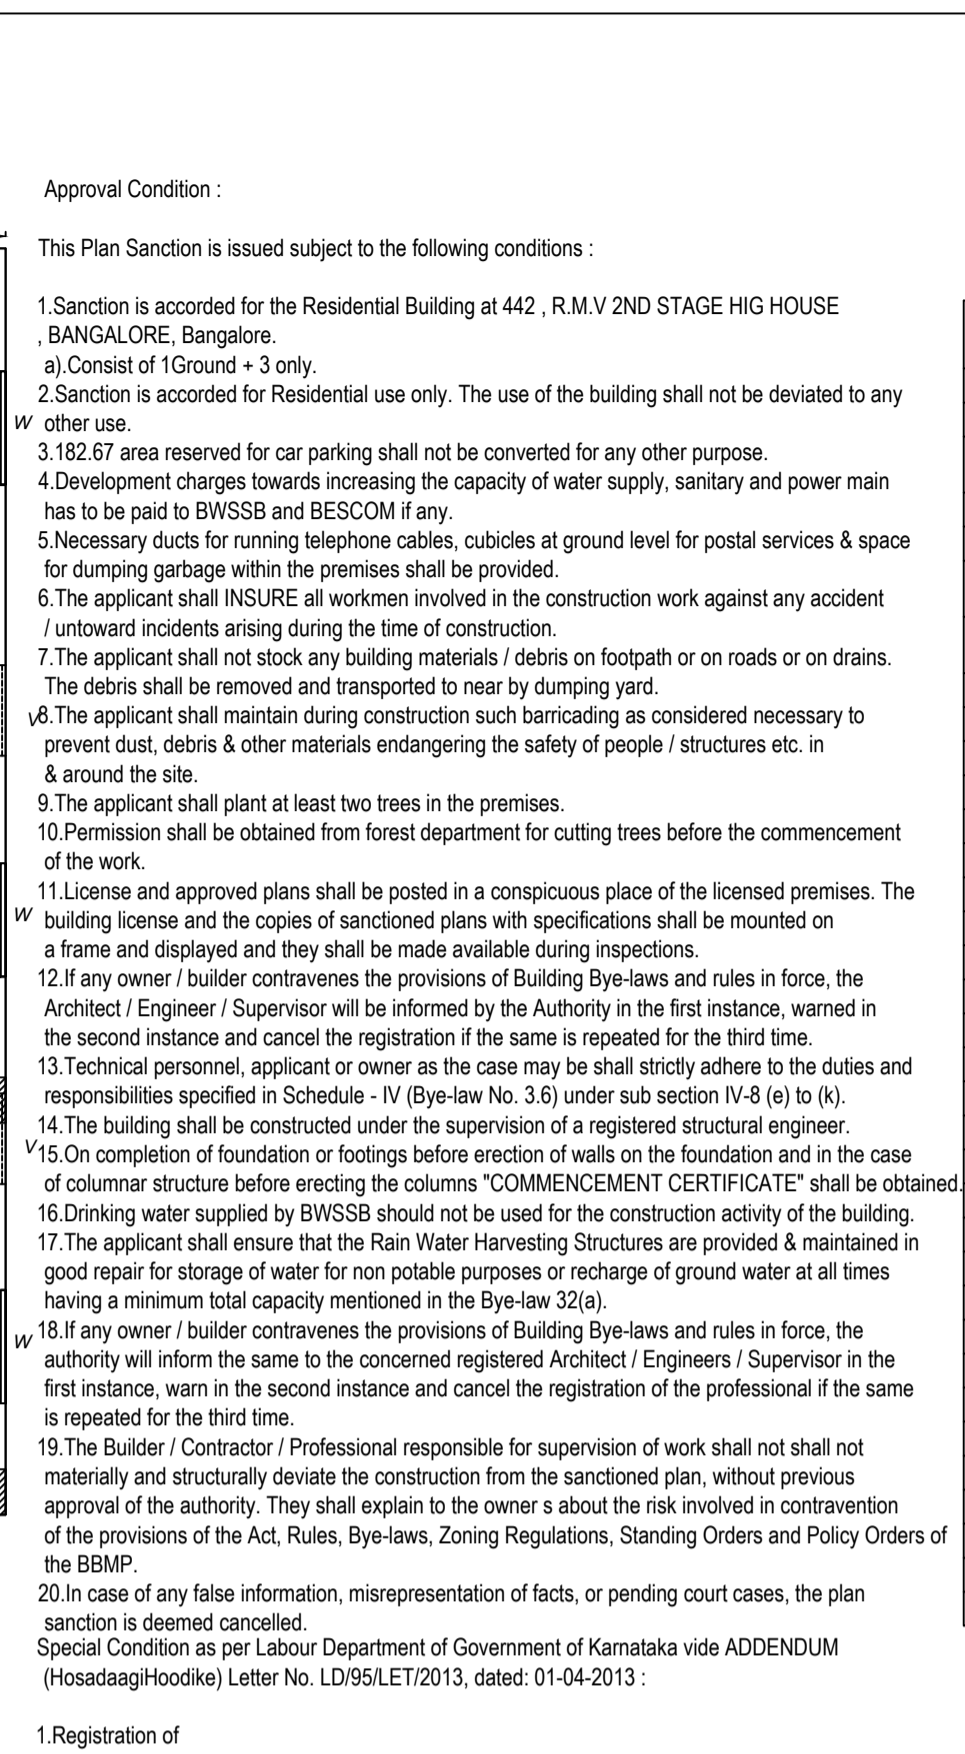 Approval Condition :
This Plan Sanction is issued subject to the following conditions :
1.Sanction is accorded for the Residential Building at 442 , R.M.V 2ND STAGE HIG HOUSE
, BANGALORE, Bangalore.
a).Consist of 1Ground + 3 only.
2.Sanction is accorded for Residential use only. The use of the building shall not be deviated to any
W other use.
3.182.67 area reserved for car parking shall not be converted for any other purpose.
4.Development charges towards increasing the capacity of water supply, sanitary and power main
has to be paid to BWSSB and BESCOM if any.
5.Necessary ducts for running telephone cables, cubicles at ground level for postal services & space
for dumping garbage within the premises shall be provided.
6.The applicant shall INSURE all workmen involved in the construction work against any accident
/ untoward incidents arising during the time of construction.
7.The applicant shall not stock any building materials / debris on footpath or on roads or on drains.
The debris shall be removed and transported to near by dumping yard.
V 8.The applicant shall maintain during construction such barricading as considered necessary to
prevent dust, debris & other materials endangering the safety of people / structures etc. in
& around the site.
9.The applicant shall plant at least two trees in the premises.
10.Permission shall be obtained from forest department for cutting trees before the commencement
of the work.
11.License and approved plans shall be posted in a conspicuous place of the licensed premises. The
W building license and the copies of sanctioned plans with specifications shall be mounted on
a frame and displayed and they shall be made available during inspections.
12.If any owner / builder contravenes the provisions of Building Bye-laws and rules in force, the
Architect / Engineer / Supervisor will be informed by the Authority in the first instance, warned in
the second instance and cancel the registration if the same is repeated for the third time.
13.Technical personnel, applicant or owner as the case may be shall strictly adhere to the duties and
responsibilities specified in Schedule - IV (Bye-law No. 3.6) under sub section IV-8 (e) to (k).
14.The building shall be constructed under the supervision of a registered structural engineer.
V 15.On completion of foundation or footings before erection of walls on the foundation and in the case
of columnar structure before erecting the columns "COMMENCEMENT CERTIFICATE" shall be obtained.
16.Drinking water supplied by BWSSB should not be used for the construction activity of the building.
17.The applicant shall ensure that the Rain Water Harvesting Structures are provided & maintained in
good repair for storage of water for non potable purposes or recharge of ground water at all times
having a minimum total capacity mentioned in the Bye-law 32(a).
W 18.If any owner / builder contravenes the provisions of Building Bye-laws and rules in force, the
authority will inform the same to the concerned registered Architect / Engineers / Supervisor in the
first instance, warn in the second instance and cancel the registration of the professional if the same
is repeated for the third time.
19.The Builder / Contractor / Professional responsible for supervision of work shall not shall not
materially and structurally deviate the construction from the sanctioned plan, without previous
approval of the authority. They shall explain to the owner s about the risk involved in contravention
of the provisions of the Act, Rules, Bye-laws, Zoning Regulations, Standing Orders and Policy Orders of
the BBMP.
20.In case of any false information, misrepresentation of facts, or pending court cases, the plan
sanction is deemed cancelled.
Special Condition as per Labour Department of Government of Karnataka vide ADDENDUM
(HosadaagiHoodike) Letter No. LD/95/LET/2013, dated: 01-04-2013 :
1.Registration of